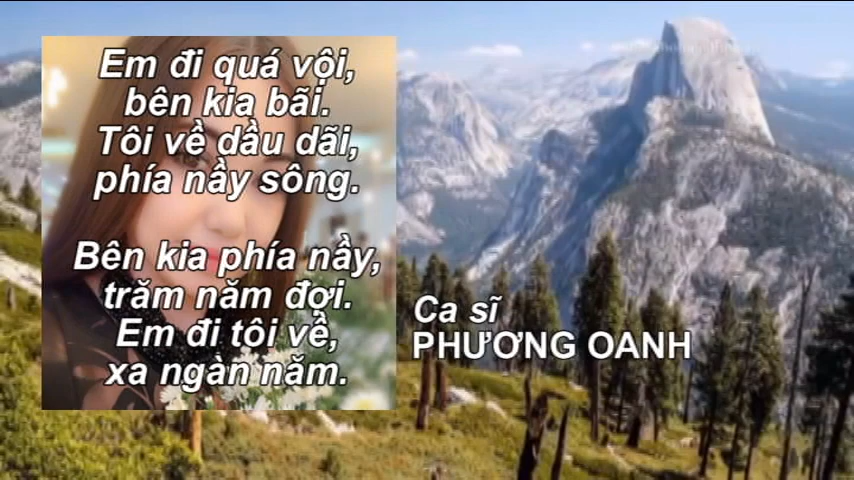 Em đi quá vội,
bên kia bãi.
Tôi về dầu dãi,
phía nầy sông.
Bên kia phía nầy,
trăm năm đợi.
Em đi tôi về,
xa ngàn năm.
Ca sĩ
PHƯƠNG OANH